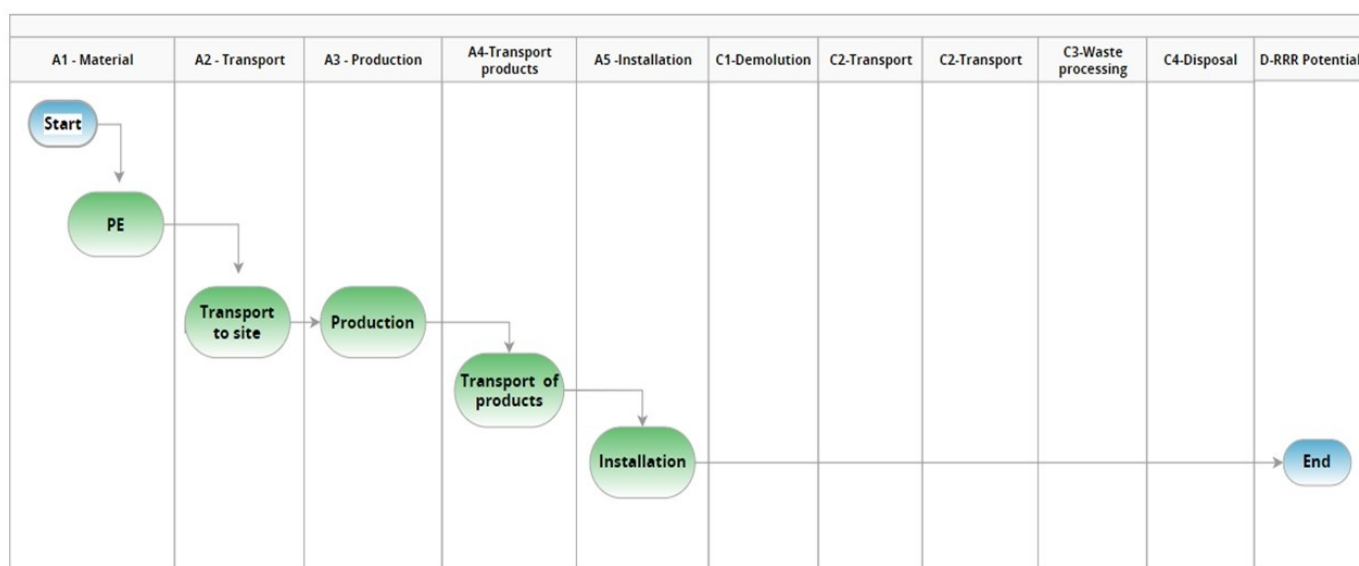 A1 - Material
A2 - Transport
A3 - Production
A4-Transport
products
A5 -Installation
C1-Demolution
C2-Transport
C2-Transport
C3-Waste
processing
C4-Disposal
D-RRR Potential
Start
PE
Transport
to site
Production
Transport of
products
Installation
End